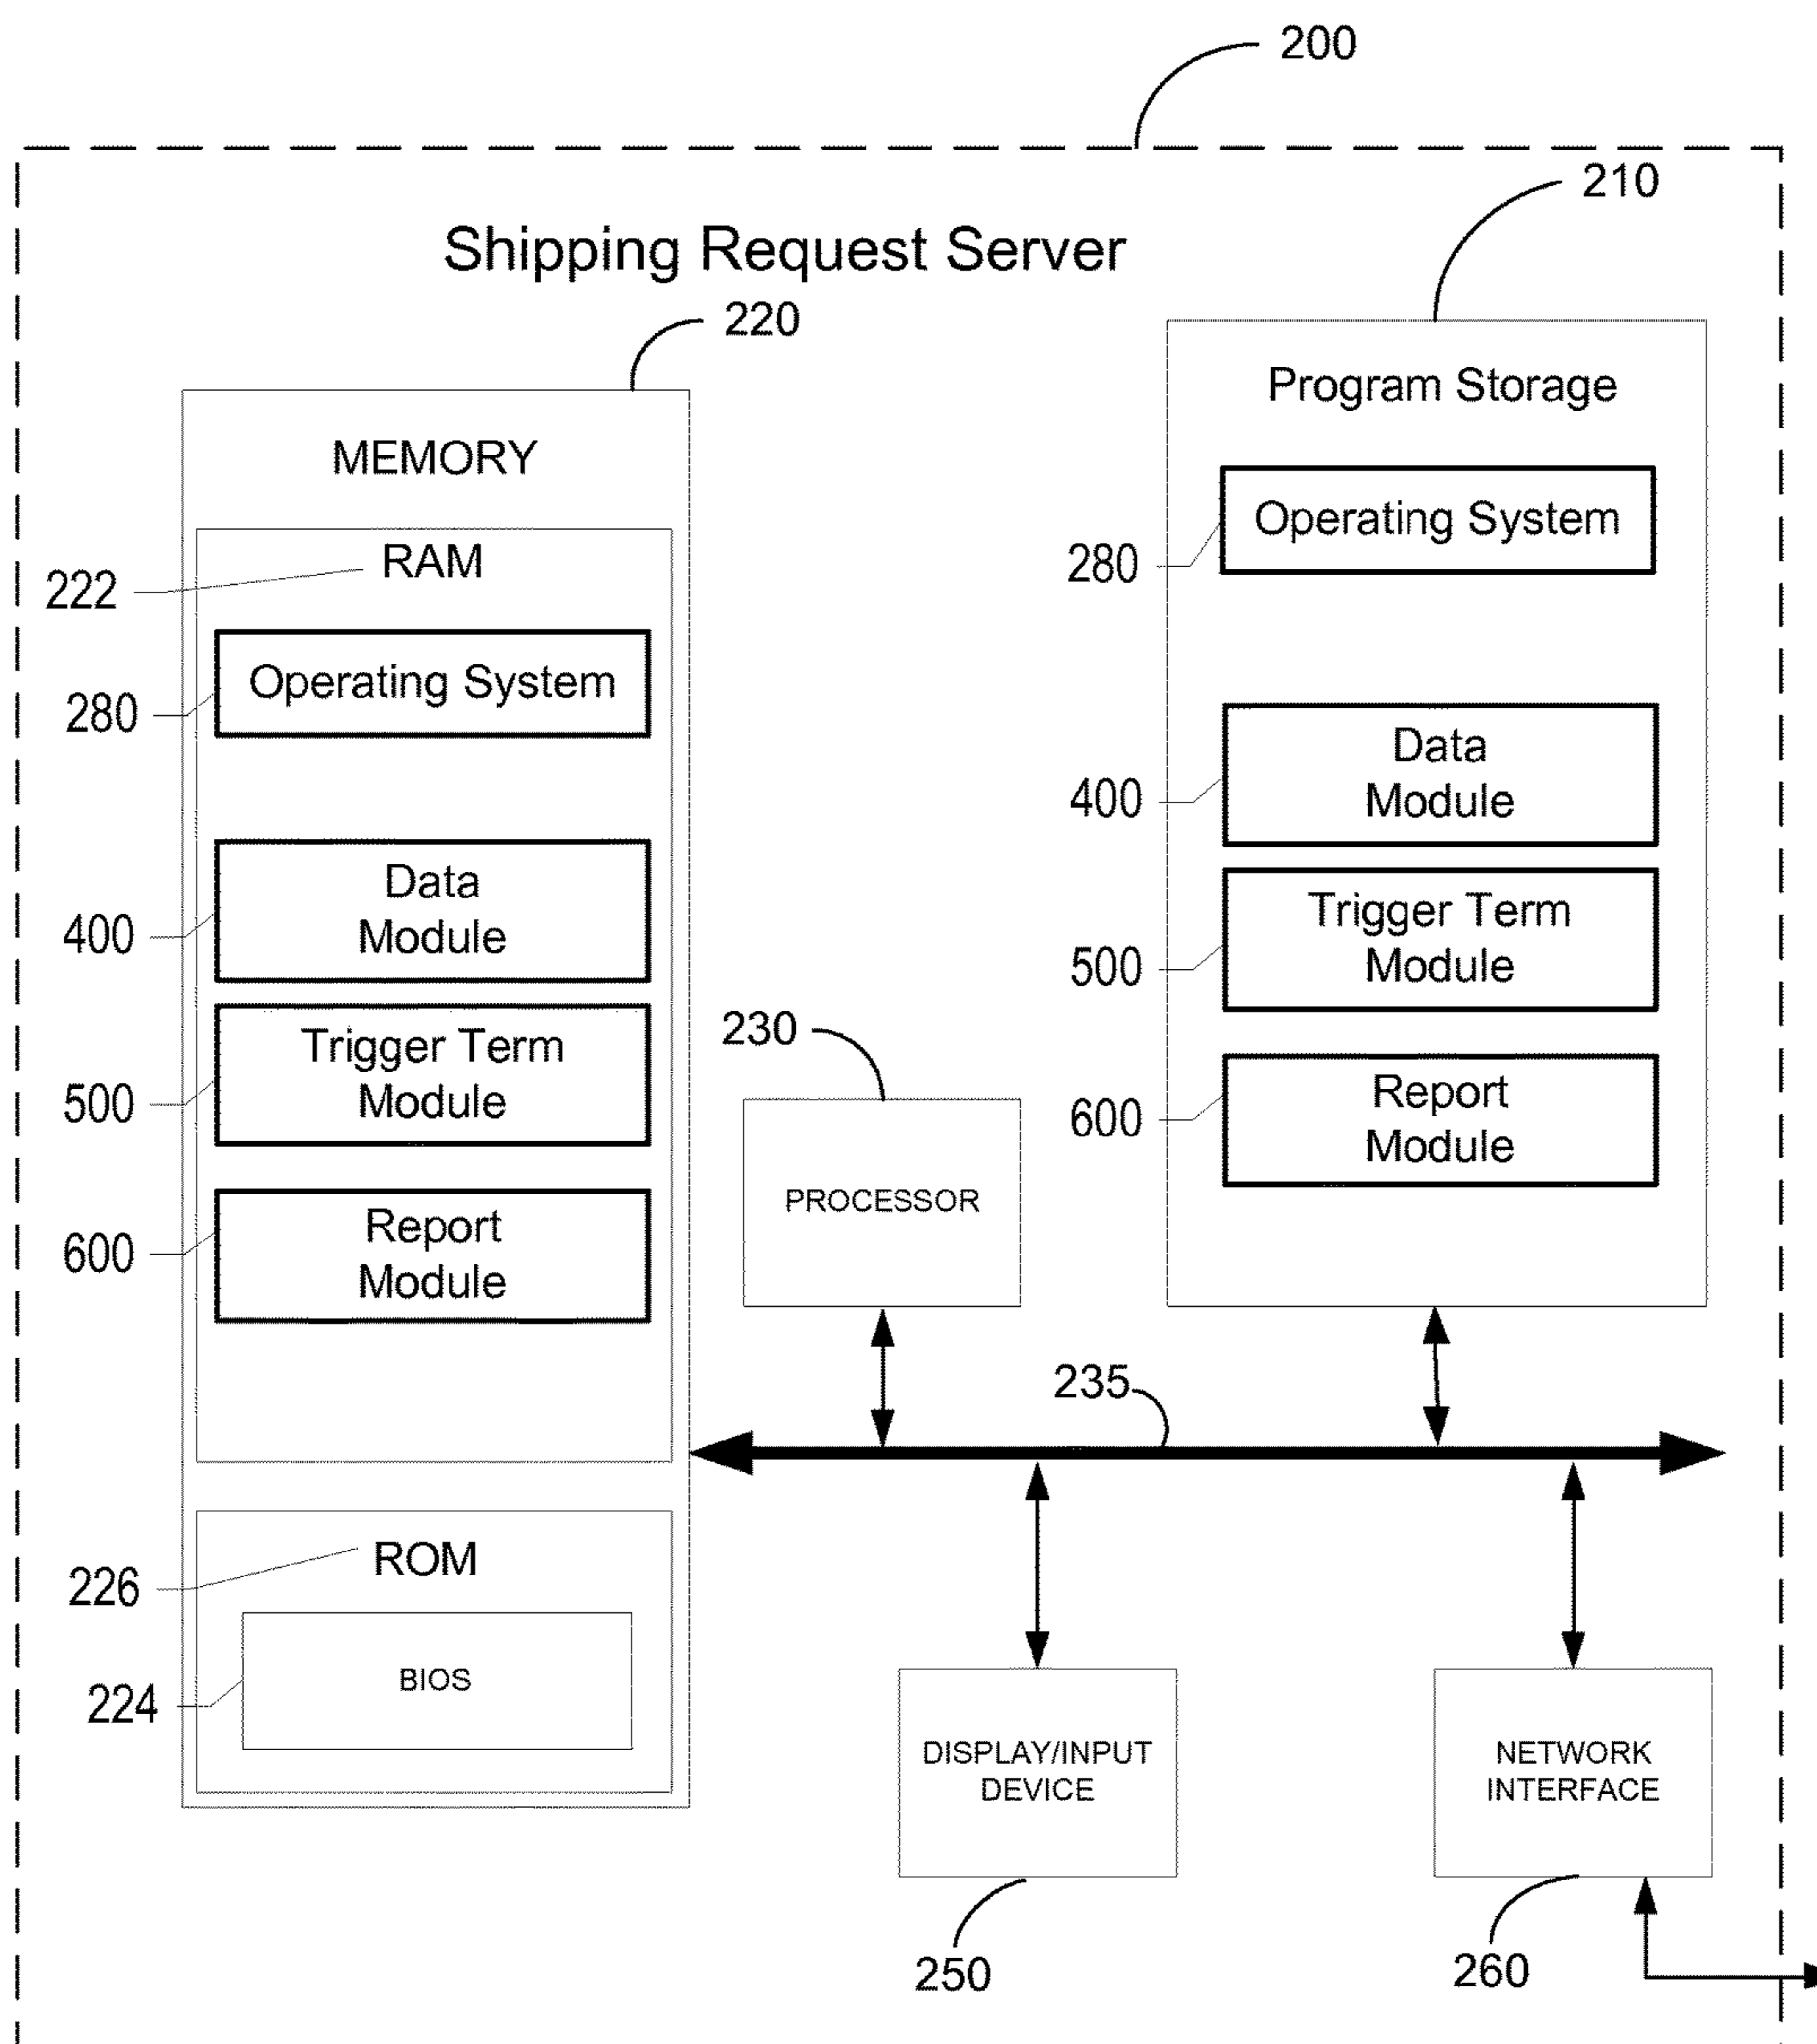 200
210
Shipping Request Server
220
Program Storage
MEMORY
Operating System
280
RAM
222
Operating System
280
Data
Module
400
Data
Module
400
Trigger Term
Module
500
Trigger Term
Module
500
230
Report
Module
600
PROCESSOR
Report
Module
600
235
ROM
226
BIOS
224
DISPLAY/INPUT
DEVICE
NETWORK
INTERFACE
250
260